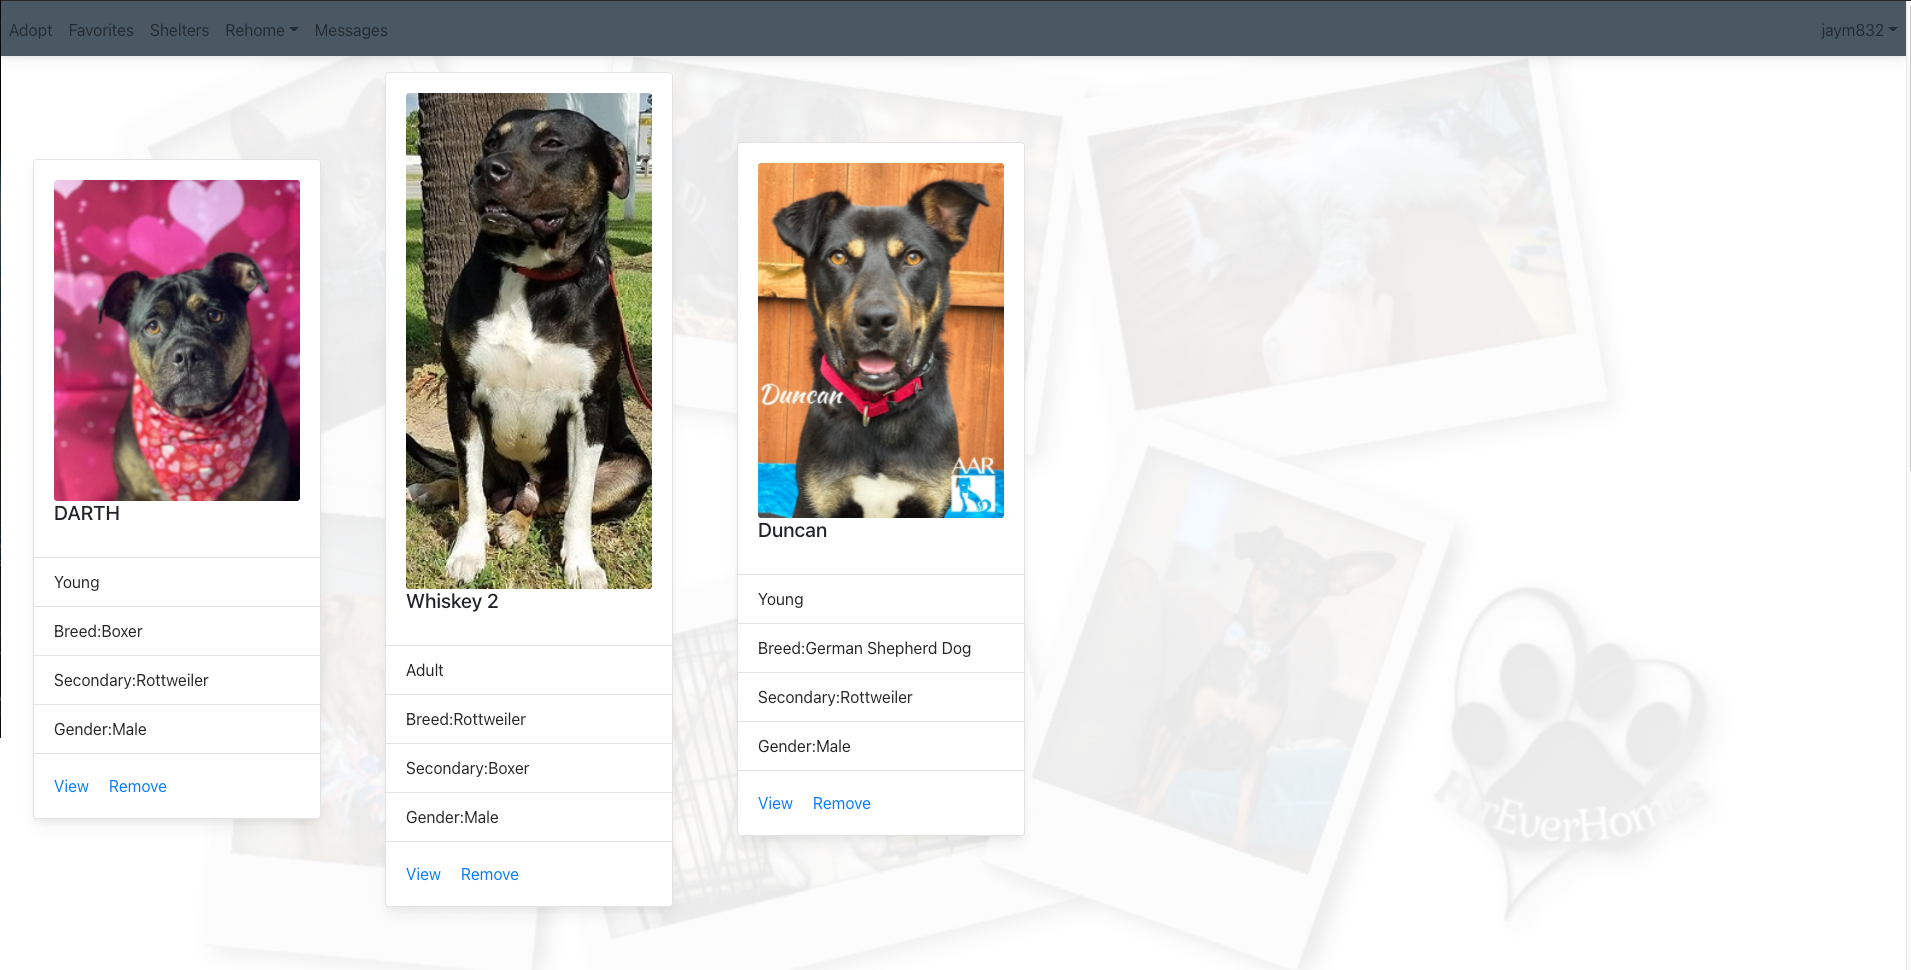 Adopt Favorites Shelters Rehome Messages jaym832
DARTH
Young
Breed:Boxer
Secondary:Rottweiler
Gender:Male
View Remove
Whiskey 2
Adult
Breed:Rottweiler
Secondary:Boxer
Gender:Male
View Remove
Duncan
AAR
Duncan
Young
Breed:German Shepherd Dog
Secondary:Rottweiler
Gender:Male
View Remove
FurEverHomes